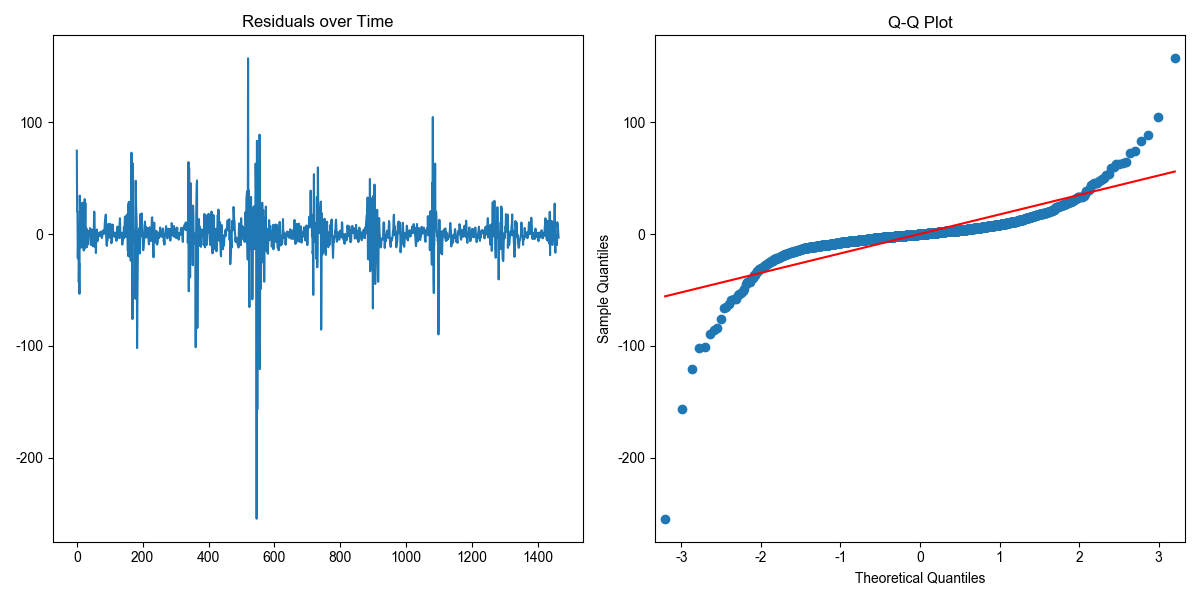 Residuals over Time
100
0
-100
-200
0 200 400 600 800 1000 1200 1400
Q-Q Plot
Sample Quantiles
100
0
-100
-200
-3 -2 -1 0 1 2 3
Theoretical Quantiles